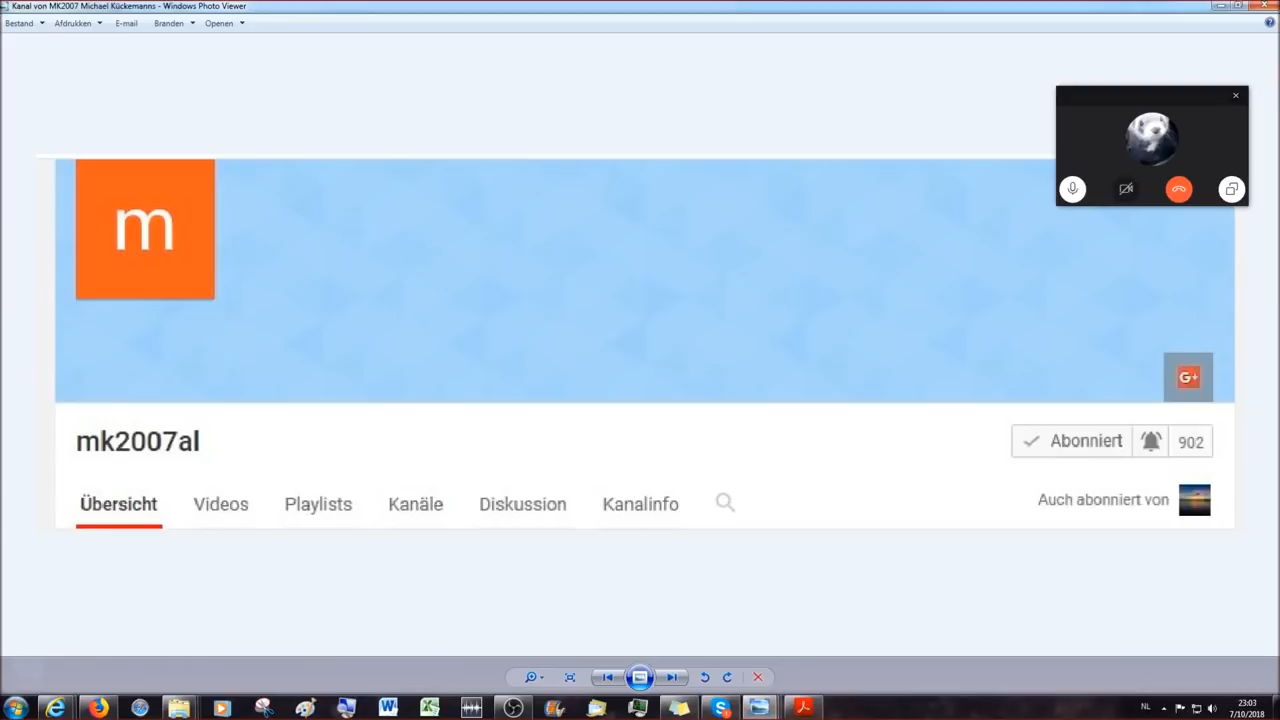 Kanal von MK2007 Michael Kückemanns - Windows Photo Viewer
Bestand Afdrukken E-mail Branden Openen
m
G+
mk2007al
Abonniert 902
Übersicht Videos Playlists Kanäle Diskussion Kanalinfo
Auch abonniert von
NL
23:03
7/10/2018